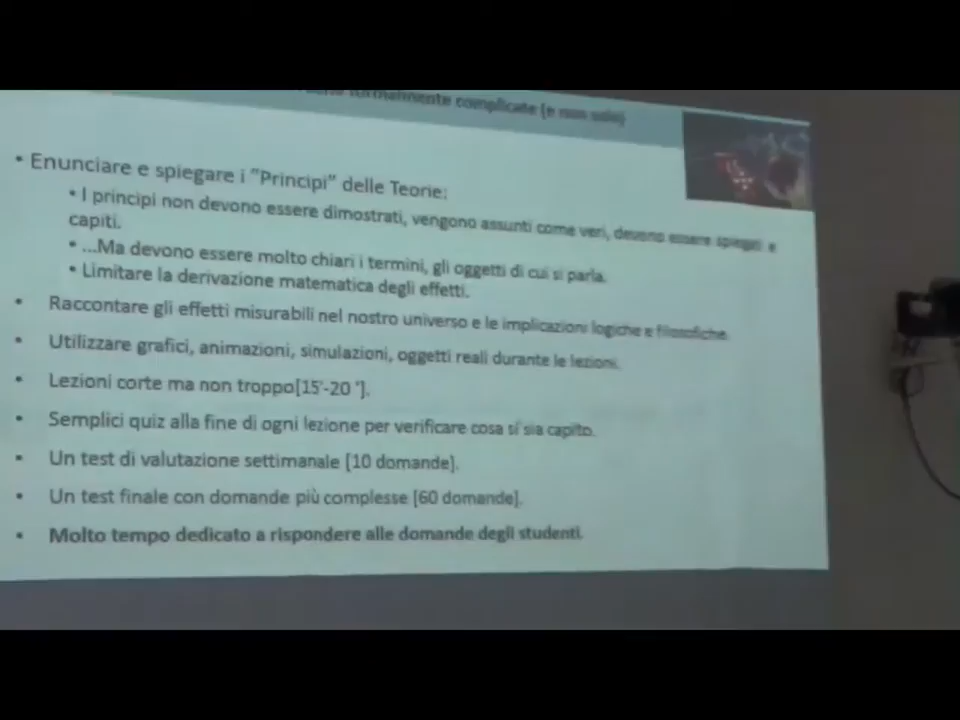 formalmente complicate (e non solo)
• Enunciare e spiegare i "Principi" delle Teorie:
• I principi non devono essere dimostrati, vengono assunti come veri, devono essere spiegati e
capiti.
• ...Ma devono essere molto chiari i termini, gli oggetti di cui si parla.
• Limitare la derivazione matematica degli effetti.
• Raccontare gli effetti misurabili nel nostro universo e le implicazioni logiche e filosofiche.
• Utilizzare grafici, animazioni, simulazioni, oggetti reali durante le lezioni.
• Lezioni corte ma non troppo[15'-20 '].
• Semplici quiz alla fine di ogni lezione per verificare cosa si sia capito.
• Un test di valutazione settimanale [10 domande].
• Un test finale con domande più complesse [60 domande].
• Molto tempo dedicato a rispondere alle domande degli studenti.